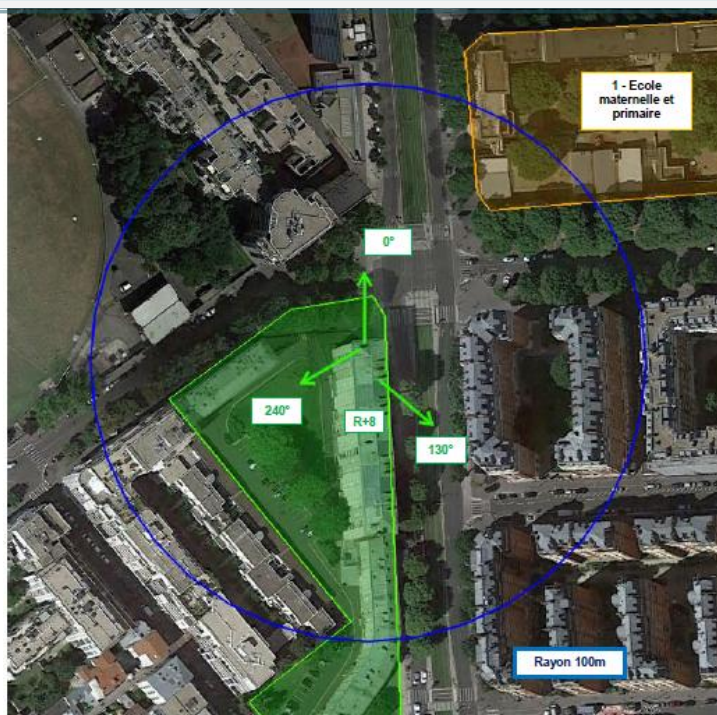 1 - Ecole
maternelle et
primaire
0°
240°
R+8
130°
Rayon 100m